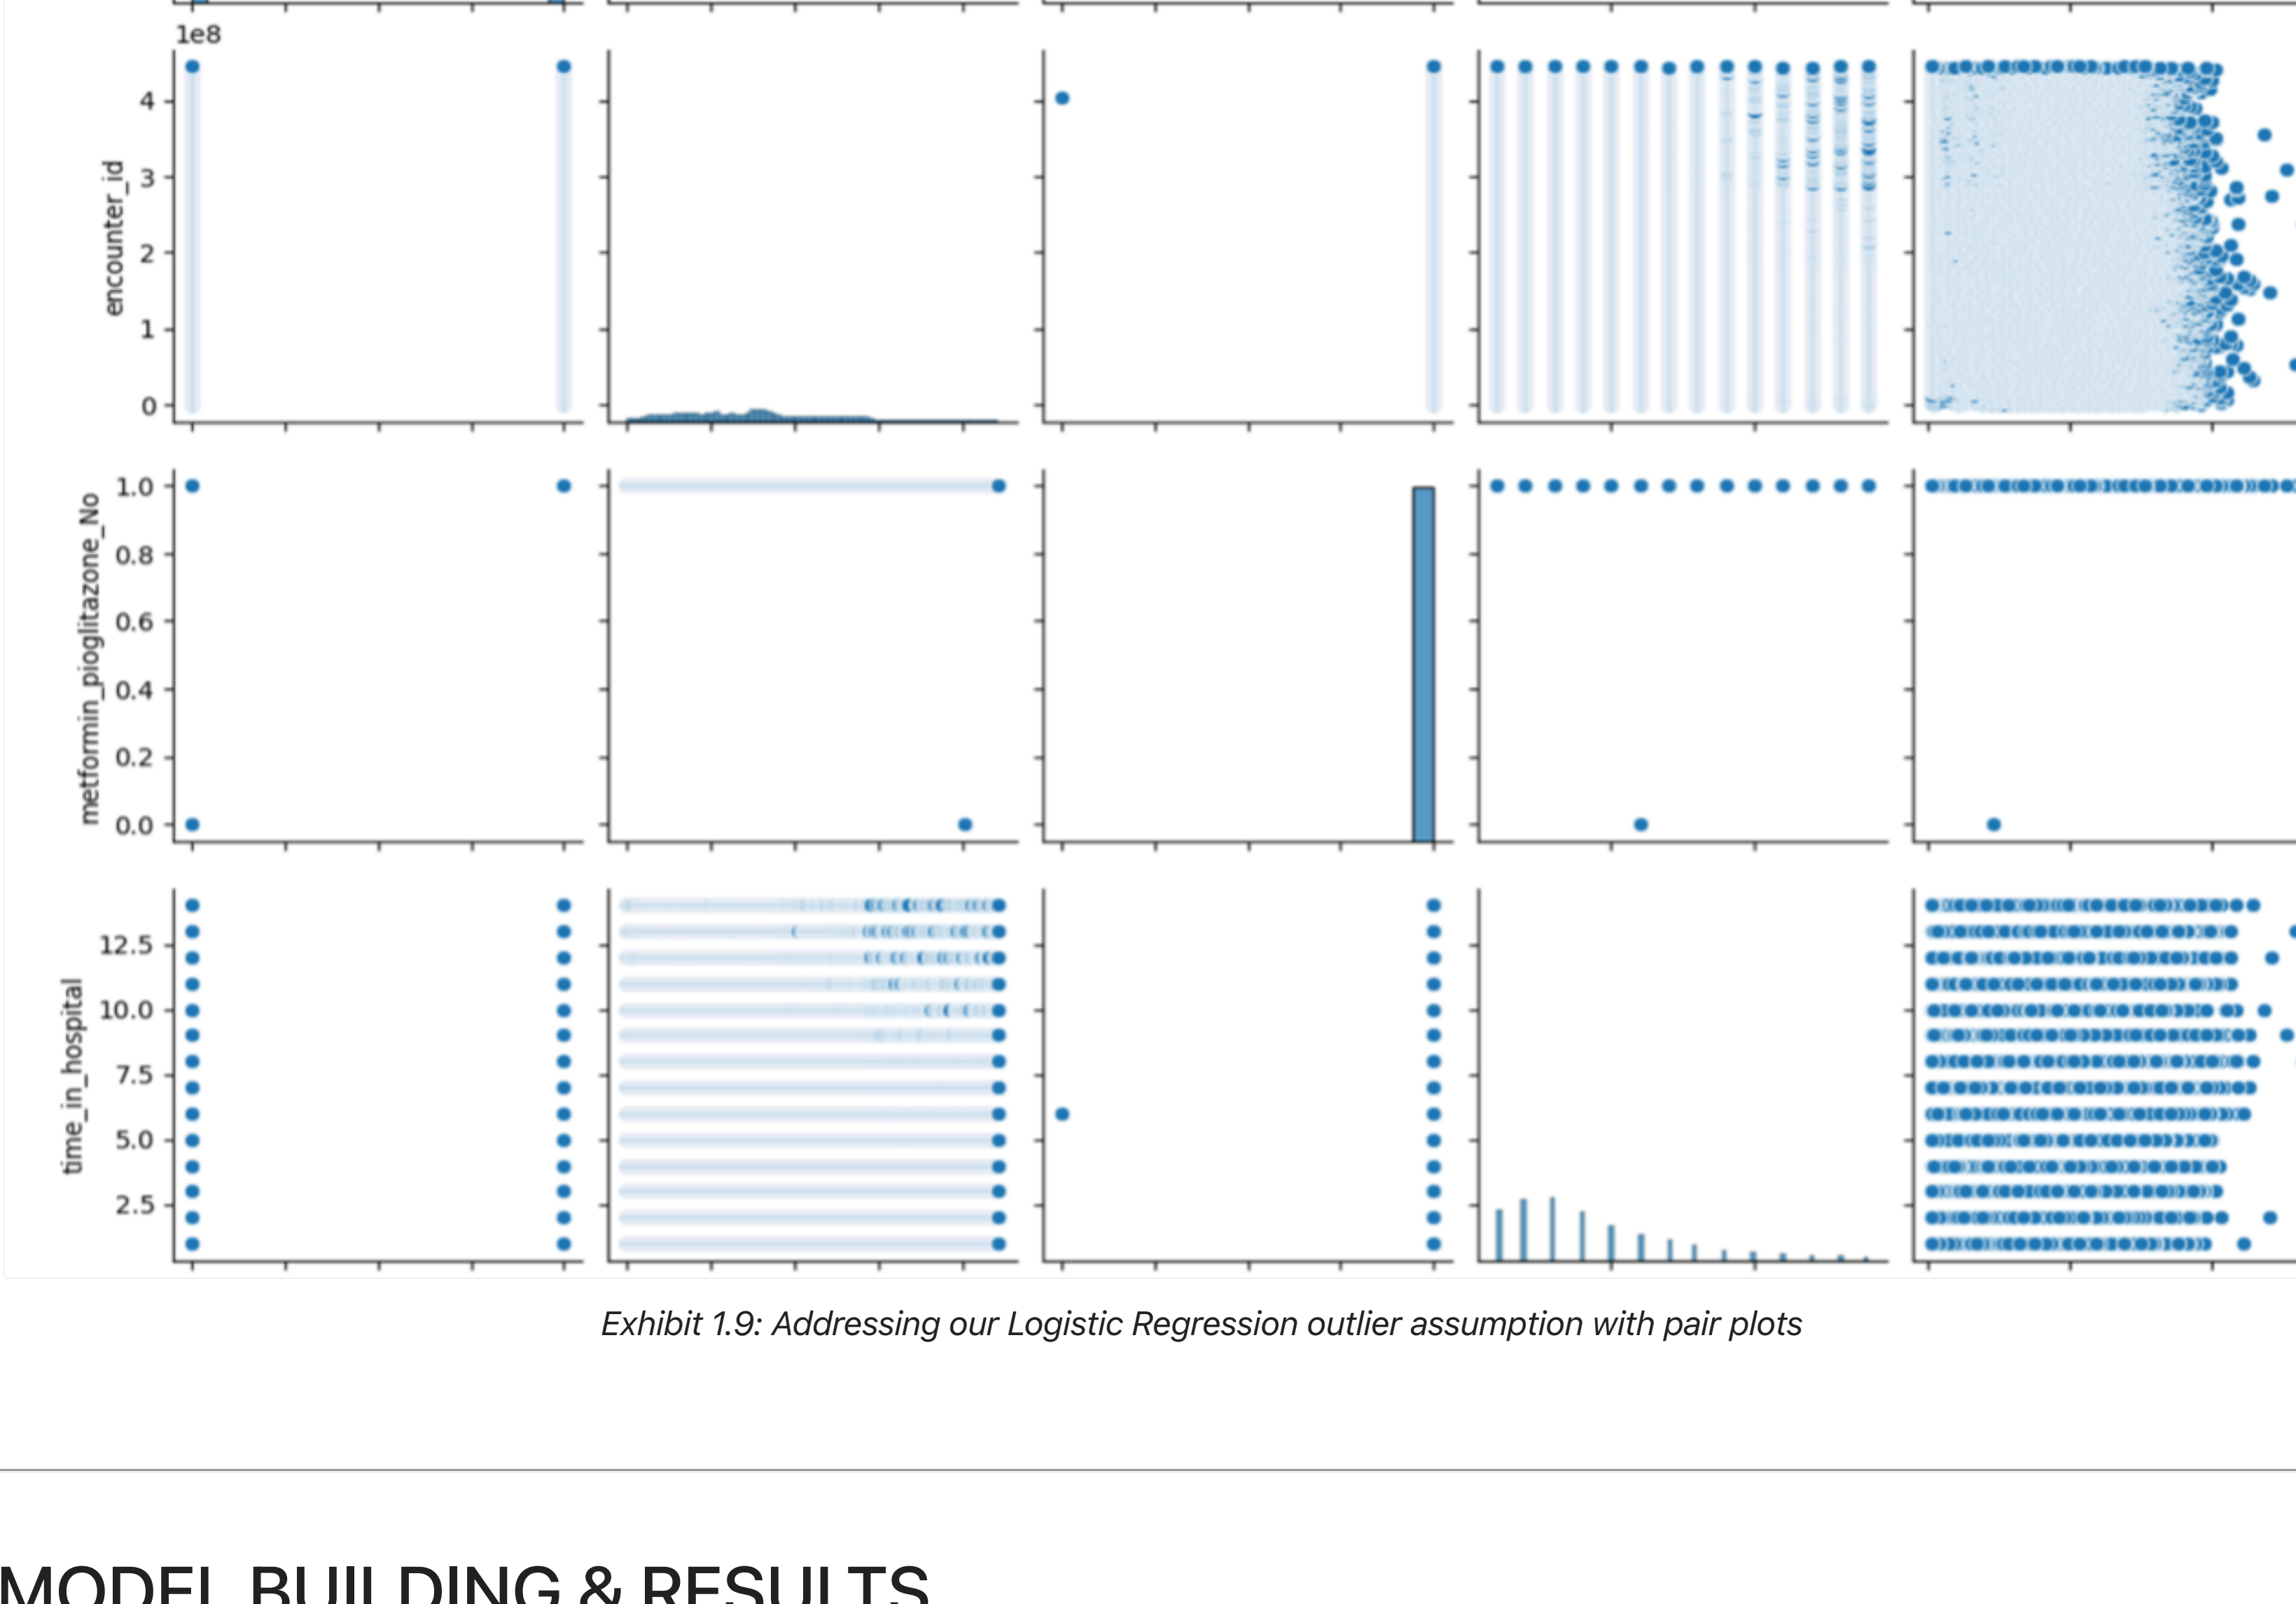 1e8
encounter_id
4
3
2
1
0
metformin_pioglitazone_No
1.0
0.8
0.6
0.4
0.2
0.0
time_in_hospital
12.5
10.0
7.5
5.0
2.5
Exhibit 1.9: Addressing our Logistic Regression outlier assumption with pair plots
MODEL BUILDING & RESULTS